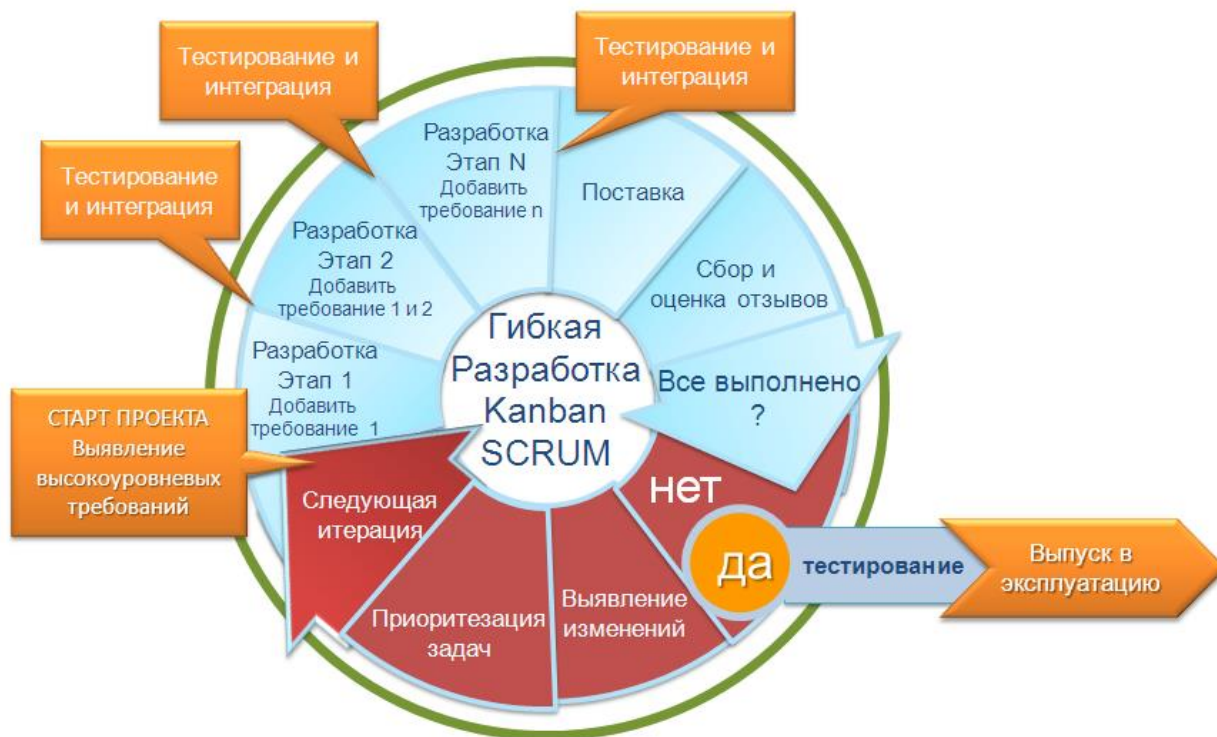 Тестирование и
интеграция
Тестирование и
интеграция
Тестирование
и интеграция
Разработка
Этап N
Добавить
требование n
Поставка
Разработка
Этап 2
Добавить
требование 1 и 2
Сбор и
оценка отзывов
Гибкая
Разработка
Kanban
SCRUM
Разработка
Этап 1
Добавить
требование 1
Все выполнено
?
СТАРТ ПРОЕКТА
Выявление
высокоуровневых
требований
Следующая
итерация
нет
да
тестирование
Выпуск в
эксплуатацию
Приоритезация
задач
Выявление
изменений